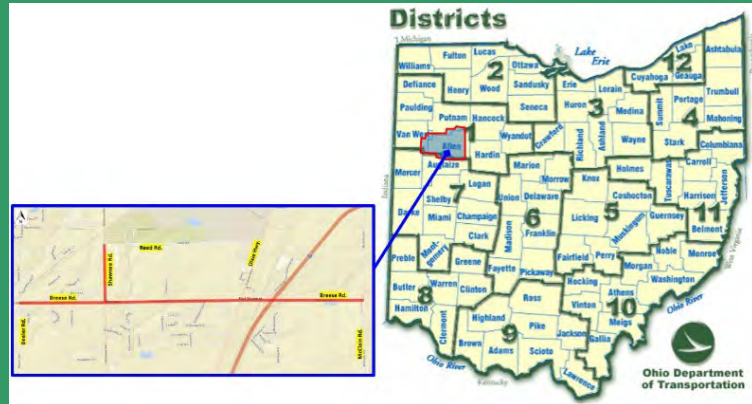 Districts
Michigan
Lake Erie
Williams
Fulton
Lucas
2
Ottawa
12
Lake
Ashtabula
Defiance
Henry
Wood
Sandusky
Erie
Lorain
Cuyahoga
Geauga
Paulding
Seneca
Huron
3
Medina
Summit
Portage
Trumbull
Putnam
Hancock
4
Mahoning
Van Wert
1
Wyandot
Crawford
Richland
Ashland
Wayne
Stark
Columbiana
Allen
Hardin
Auglaize
Marion
Holmes
Carroll
Mercer
Logan
Morrow
Knox
Tuscarawas
Jefferson
Indiana
7
Shelby
Union
Delaware
Coshocton
Harrison
11
Darke
Miami
Champaign
6
Licking
5
Muskingum
Guernsey
Belmont
Clark
Madison
Franklin
West Virginia
Montgomery
Preble
Greene
Fayette
Pickaway
Fairfield
Perry
Morgan
Noble
Monroe
Butler
Warren
Clinton
Ross
Hocking
Athens
Washington
8
Hamilton
Clermont
Highland
Vinton
10
Meigs
Ohio River
9
Pike
Jackson
Gallia
Brown
Adams
Scioto
Lawrence
Ohio River
Kentucky
Ohio Department
of Transportation
Reed Rd.
Shawnee Rd.
Dixie Hwy.
Breese Rd.
Breese Rd.
Beeler Rd.
McClain Rd.